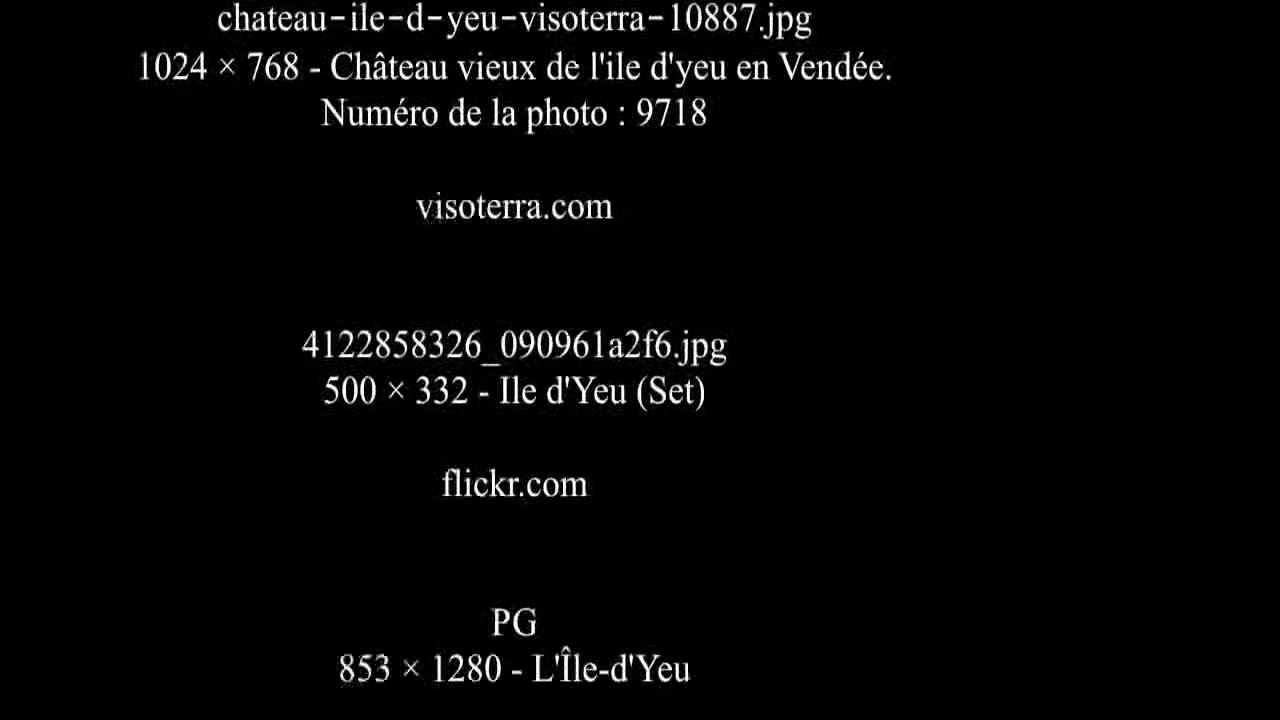 chateau-ile-d-yeu-visoterra-10887.jpg
1024 × 768 - Château vieux de l'ile d'yeu en Vendée.
Numéro de la photo : 9718
visoterra.com
4122858326_090961a2f6.jpg
500 × 332 - Ile d'Yeu (Set)
flickr.com
PG
853 × 1280 - L'Île-d'Yeu